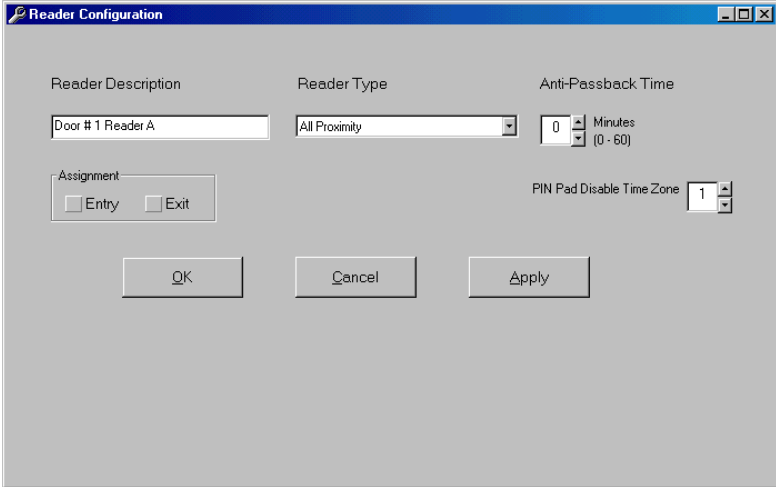 Reader Configuration
Reader Description Reader Type Anti-Passback Time
Door # 1 Reader A All Proximity 0 Minutes
(0 - 60)
Assignment
Entry Exit PIN Pad Disable Time Zone 1
OK Cancel Apply